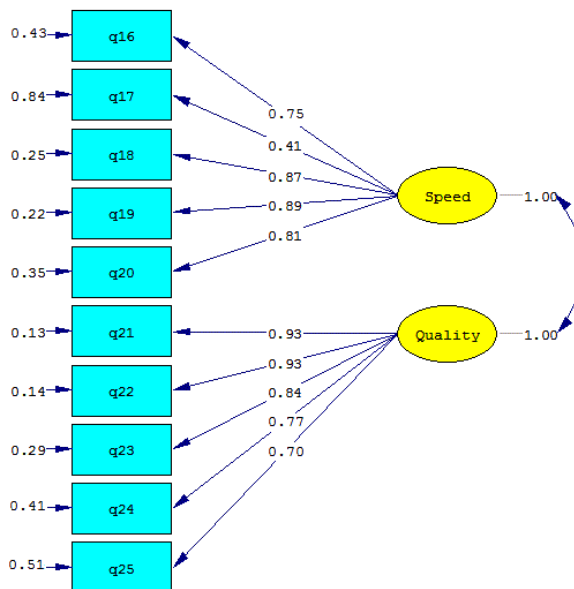 0.43 q16
0.84 q17
0.75
0.41
0.25 q18
0.87
0.22 q19
0.89
Speed 1.00
0.81
0.35 q20
0.13 q21
0.93
Quality 1.00
0.93
0.14 q22
0.84
0.77
0.29 q23
0.70
0.41 q24
0.51 q25